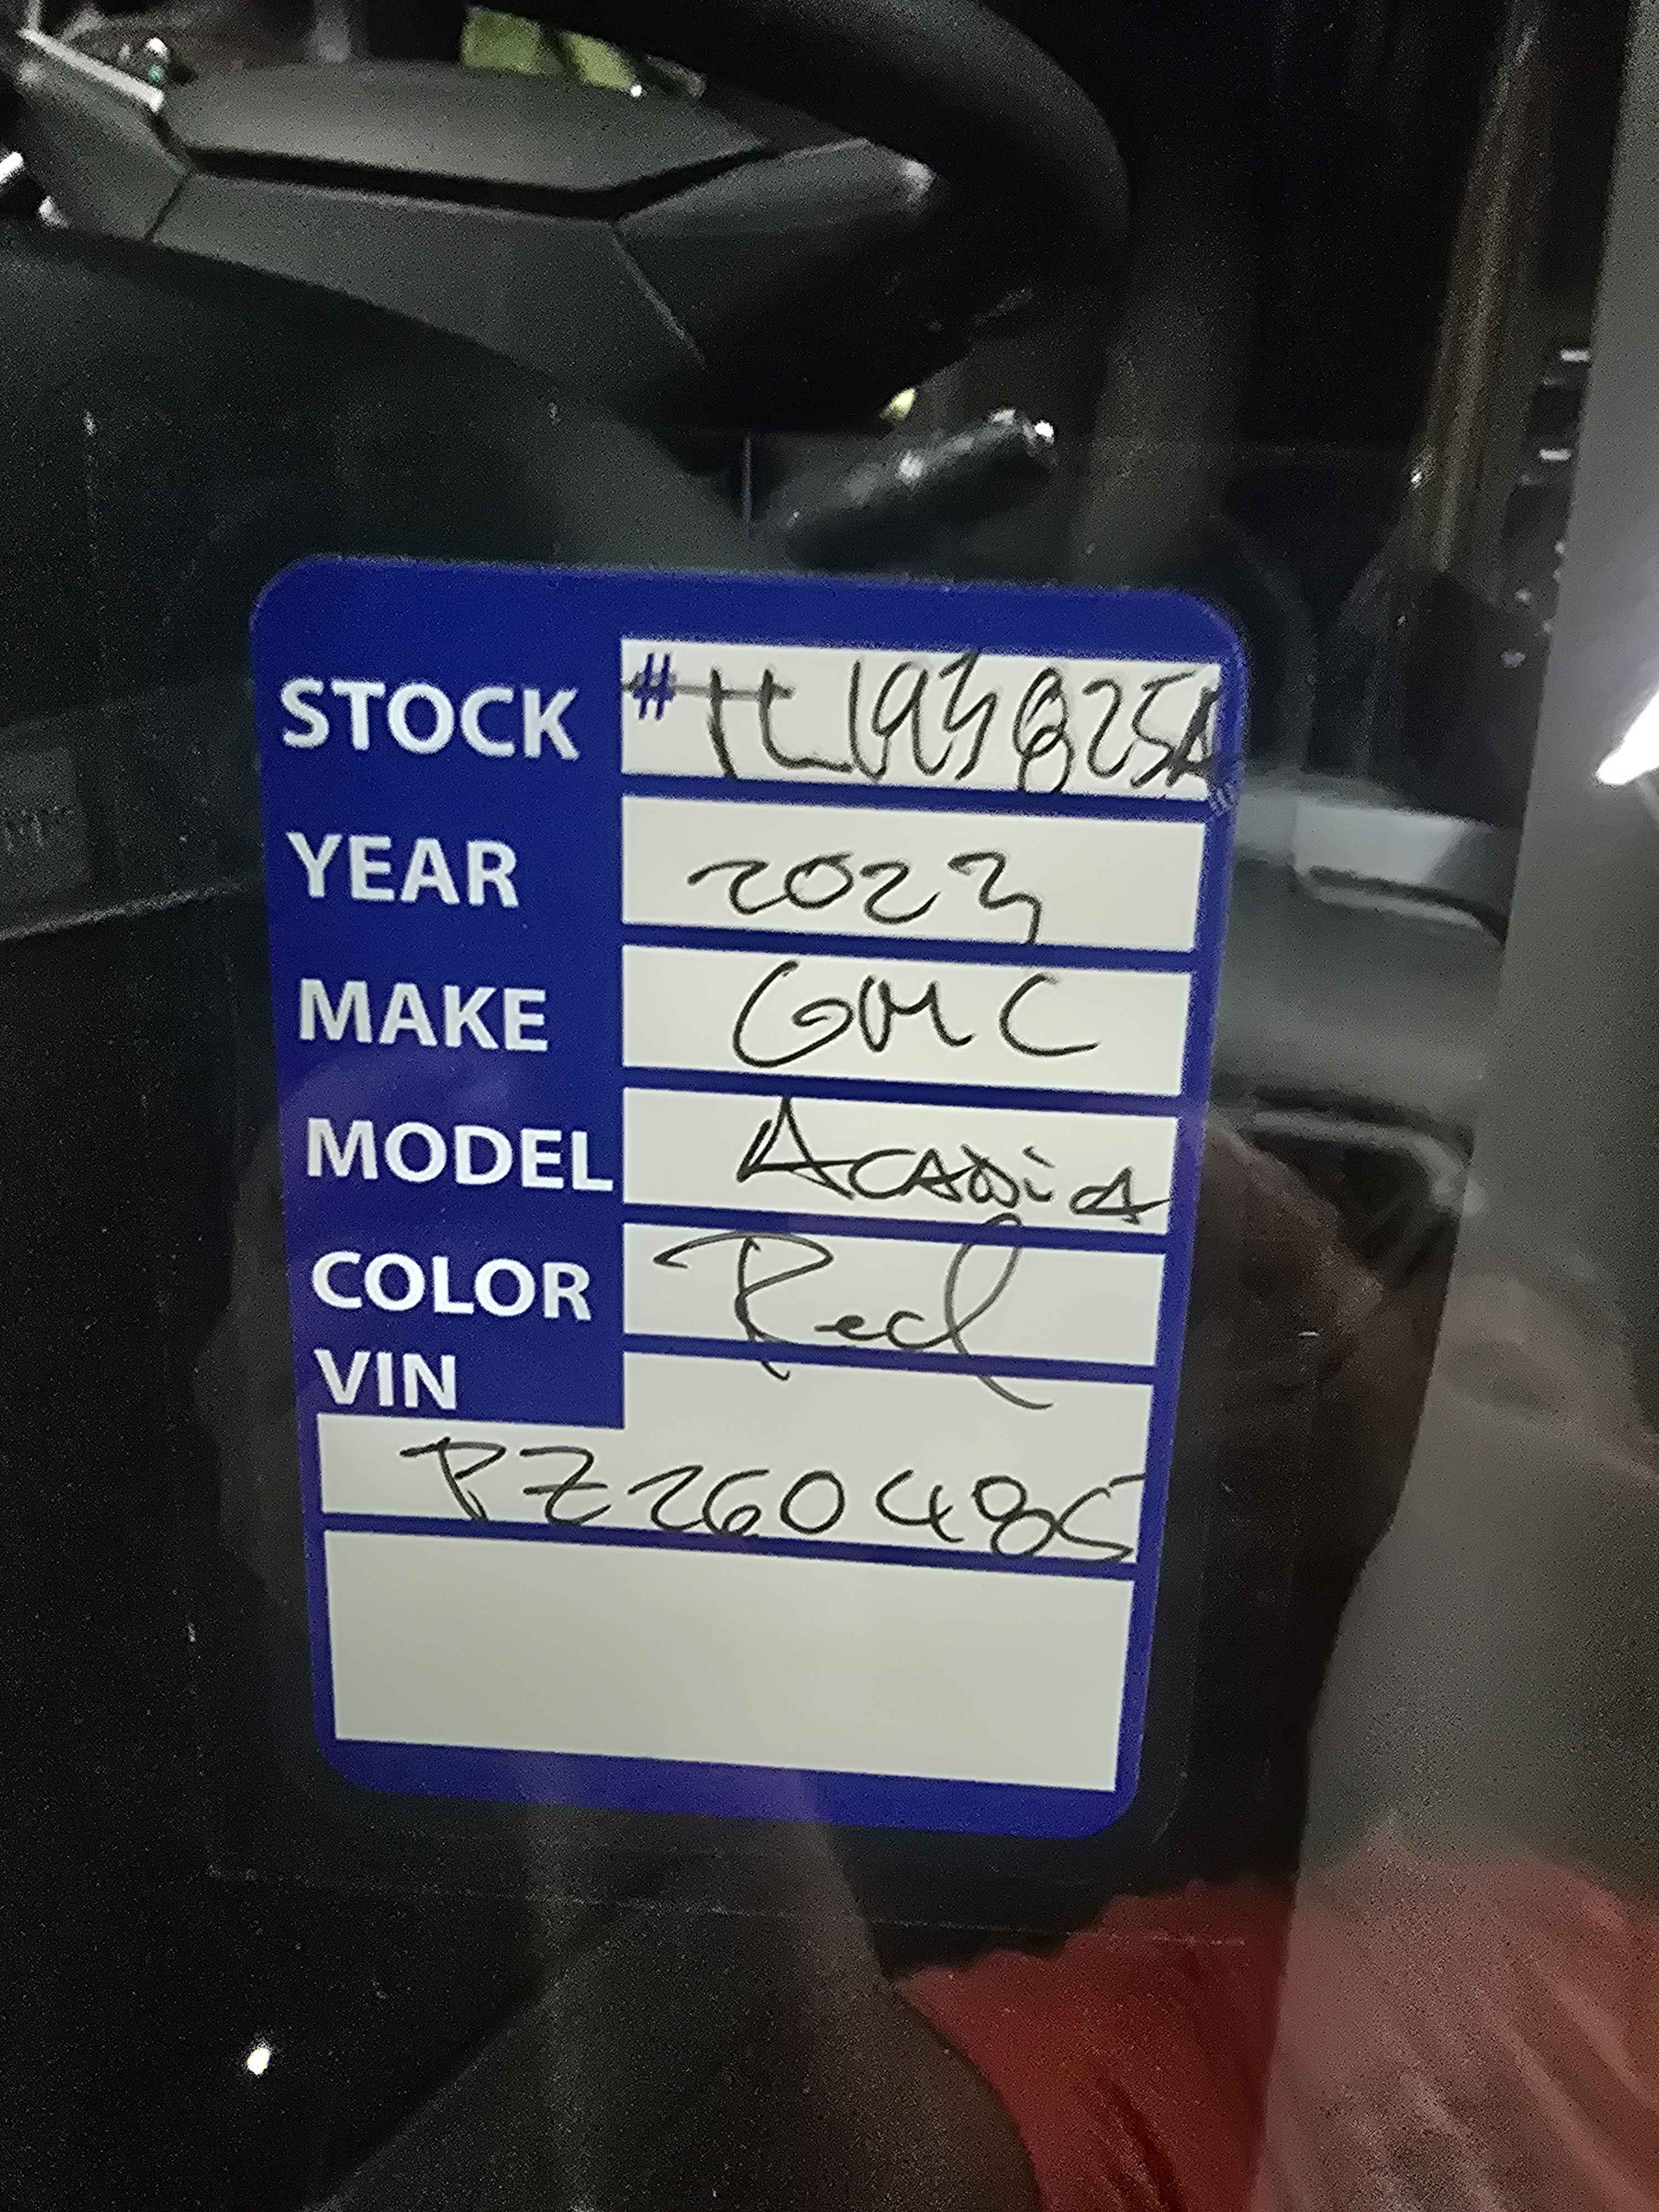 STOCK #TL193825A
YEAR 2023
MAKE GMC
MODEL Acadia
COLOR Red
VIN
PZ260485